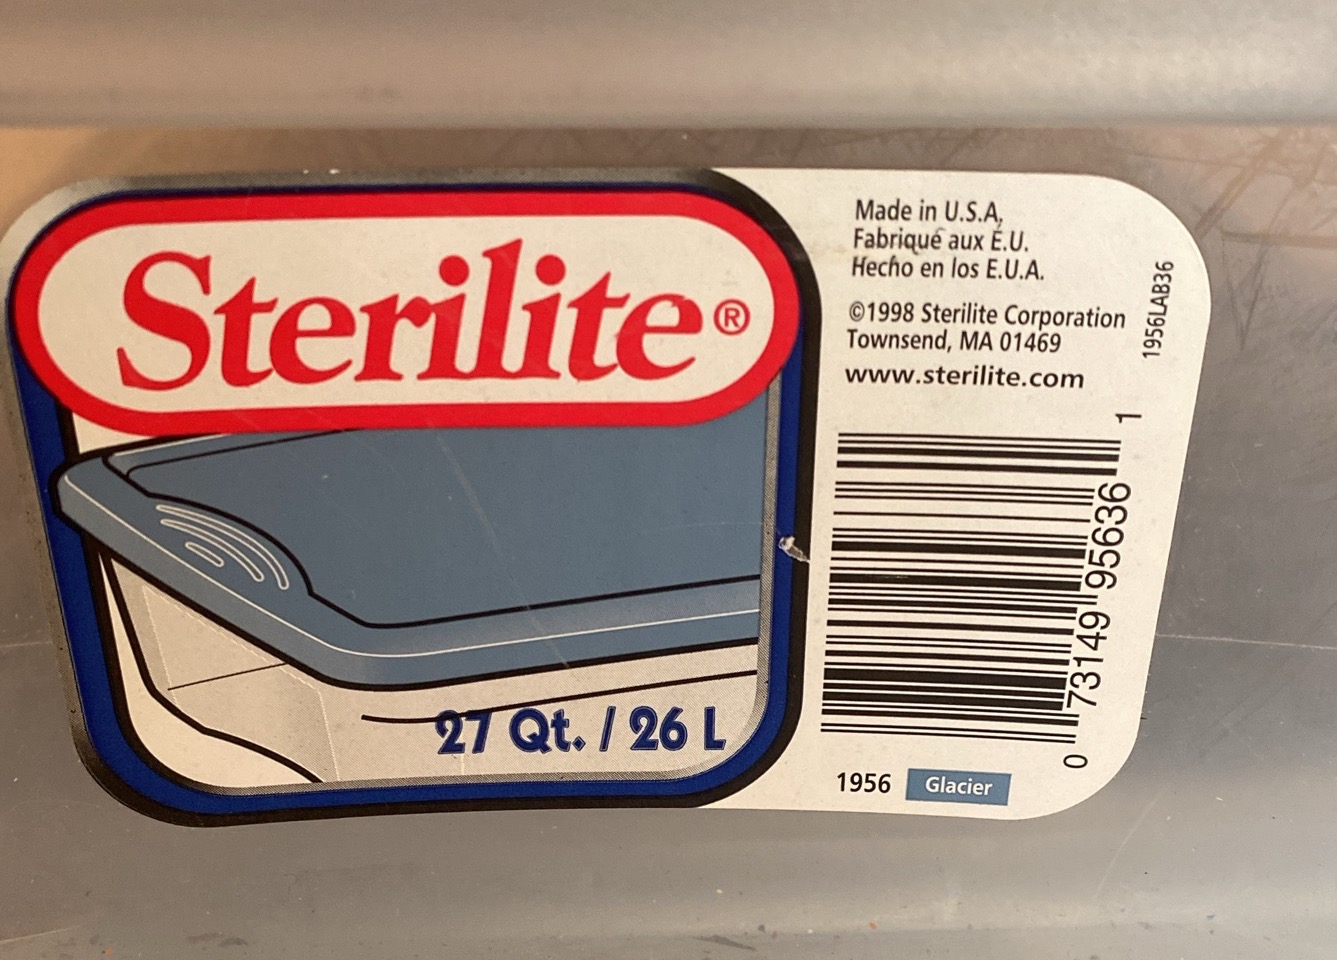 Sterilite®
27 Qt. / 26 L
Made in U.S.A.
Fabriqué aux É.U.
Hecho en los E.U.A.
©1998 Sterilite Corporation
Townsend, MA 01469
www.sterilite.com
1956LAB36
0 73149 95636 1
1956 Glacier